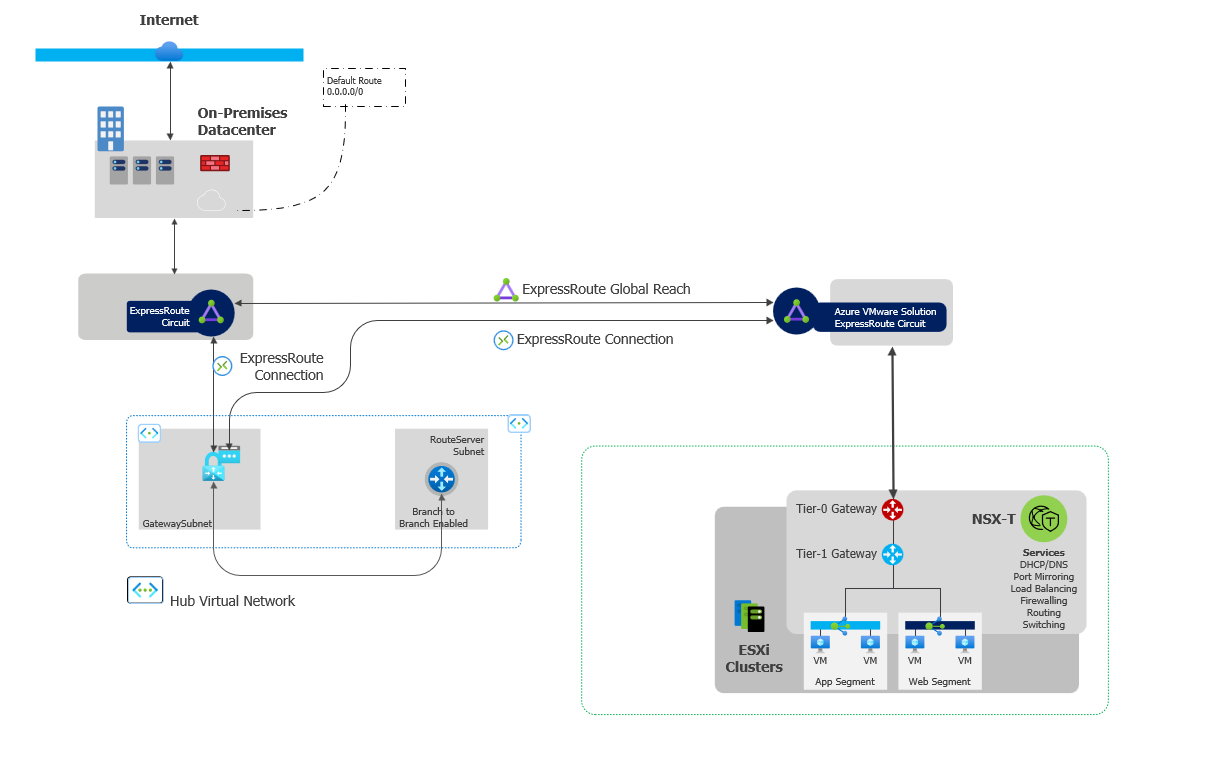 Internet
Default Route
0.0.0.0/0
On-Premises
Datacenter
ExpressRoute
Circuit
ExpressRoute Global Reach
Azure VMware Solution
ExpressRoute Circuit
ExpressRoute Connection
ExpressRoute
Connection
RouteServer
Subnet
GatewaySubnet
Branch to
Branch Enabled
Hub Virtual Network
Tier-0 Gateway
NSX-T
Tier-1 Gateway
Services
DHCP/DNS
Port Mirroring
Load Balancing
Firewalling
Routing
Switching
ESXi
Clusters
VM
VM
VM
VM
App Segment
Web Segment